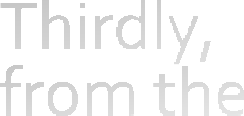 Thirdly,
from the